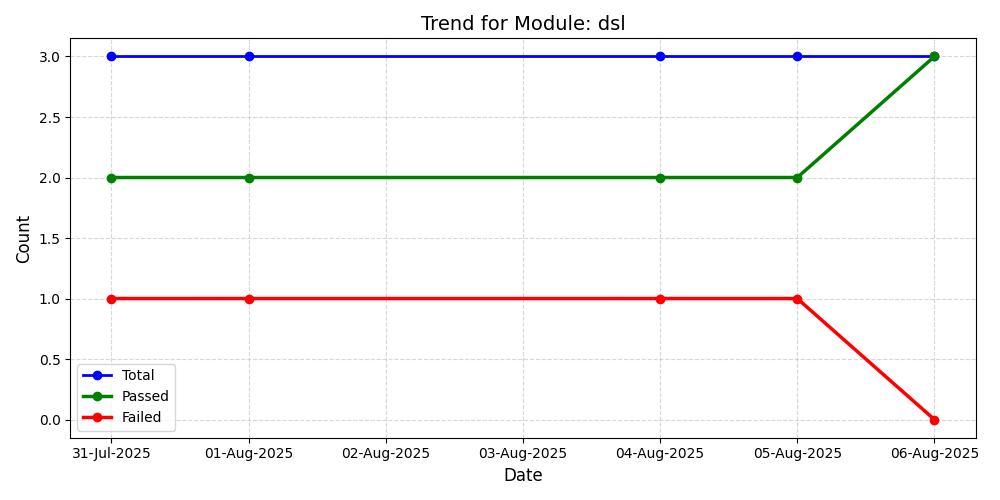 Trend for Module: dsl
3.0
2.5
2.0
1.5
1.0
0.5
0.0
Count
Total
Passed
Failed
31-Jul-2025 01-Aug-2025 02-Aug-2025 03-Aug-2025 04-Aug-2025 05-Aug-2025 06-Aug-2025
Date